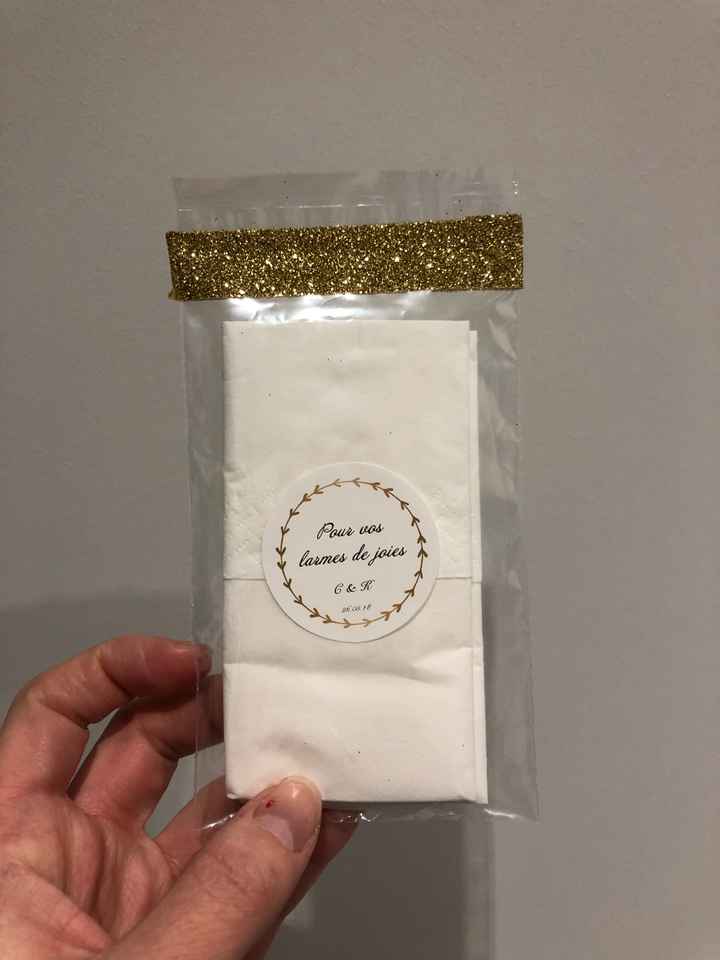 Pour vos
larmes de joies
C & K